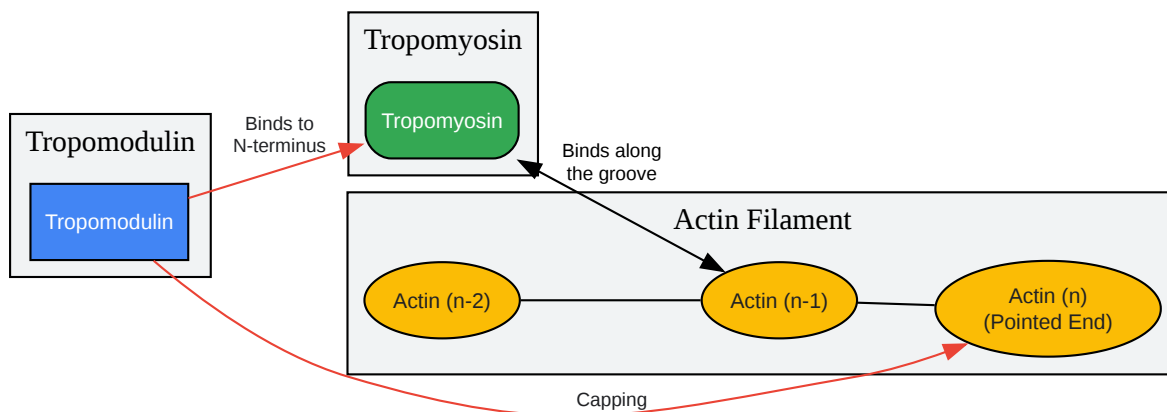 Tropomyosin
Tropomyosin
Binds to
N-terminus
Tropomodulin
Tropomodulin
Binds along
the groove
Actin Filament
Actin (n-2)
Actin (n-1)
Actin (n)
(Pointed End)
Capping